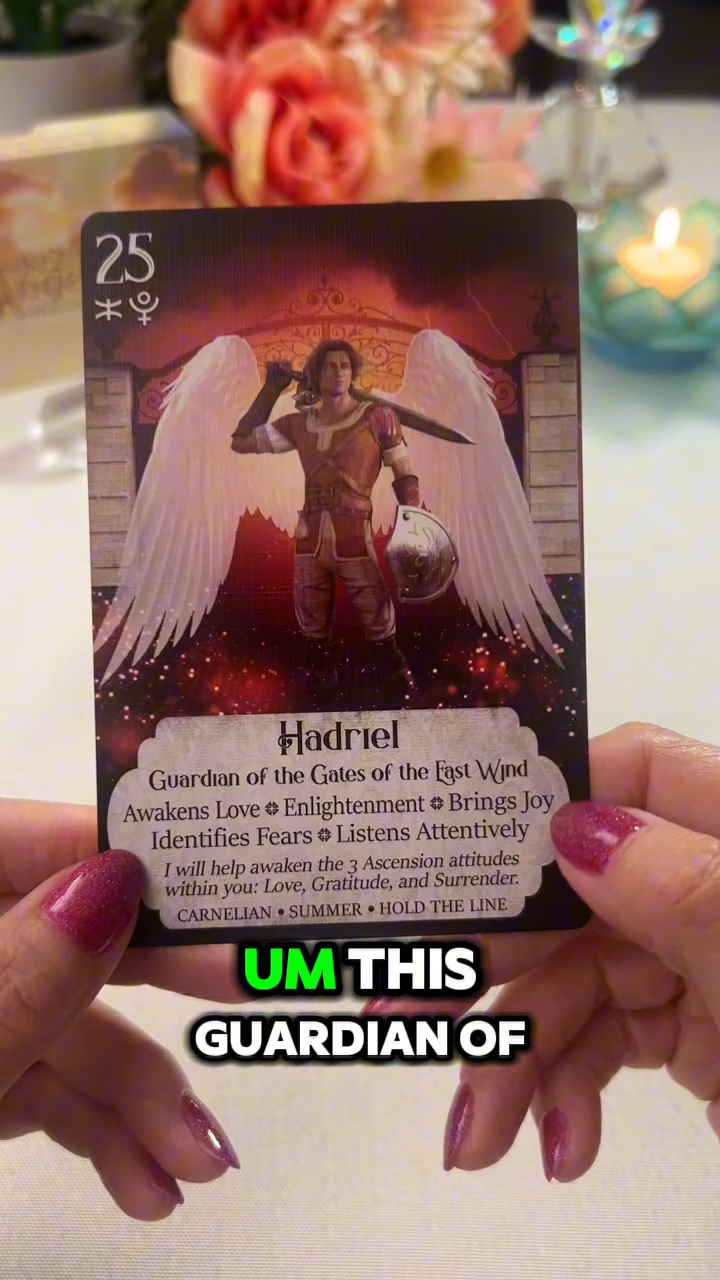 25
Hadriel
Guardian of the Gates of the East Wind
Awakens Love ⁕ Enlightenment ⁕ Brings Joy
Identifies Fears ⁕ Listens Attentively
I will help awaken the 3 Ascension attitudes
within you: Love, Gratitude, and Surrender.
CARNELIAN • SUMMER • HOLD THE LINE
UM THIS
GUARDIAN OF